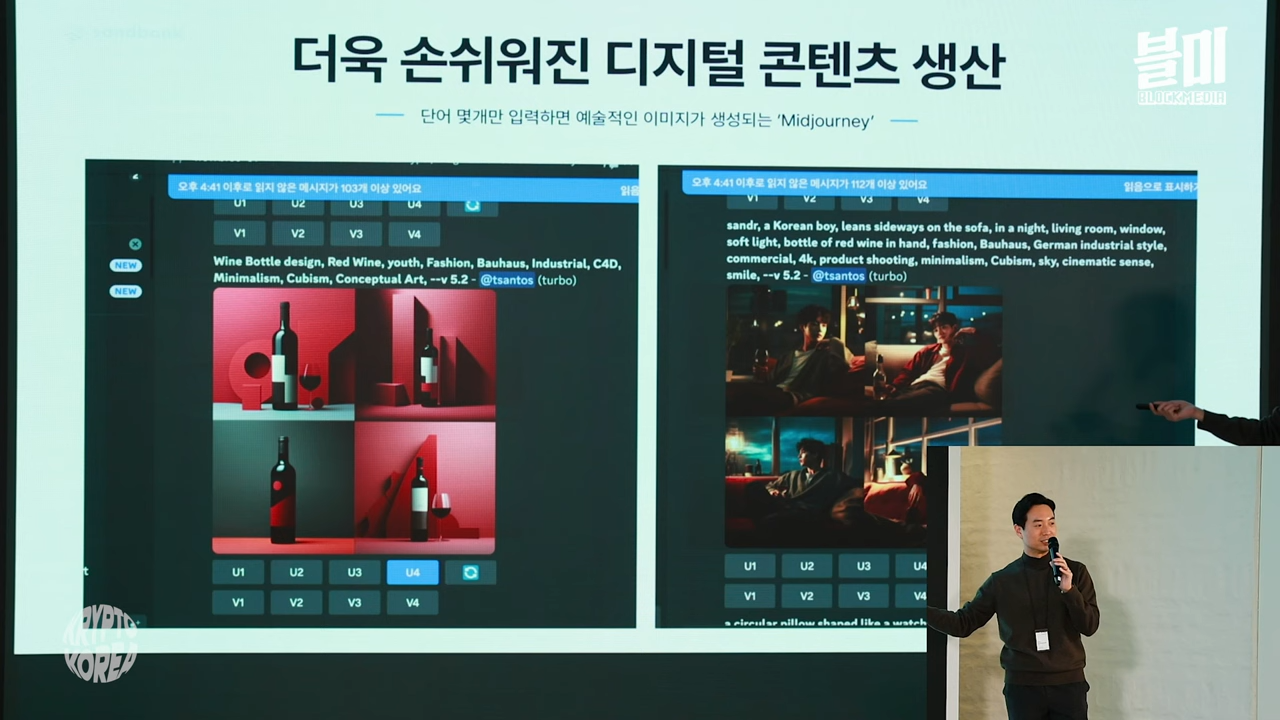 더욱 손쉬워진 디지털 콘텐츠 생산
단어 몇개만 입력하면 예술적인 이미지가 생성되는 ‘Midjourney’
블미
BLOCKMEDIA
2
오후 4:41 이후로 읽지 않은 메시지가 103개 이상 있어요
읽음
U1 U2 U3 U4
V1 V2 V3 V4
NEW
NEW
Wine Bottle design, Red Wine, youth, Fashion, Bauhaus, Industrial, C4D,
Minimalism, Cubism, Conceptual Art, --v 5.2 - @tsantos (turbo)
U1 U2 U3 U4
V1 V2 V3 V4
t
오후 4:41 이후로 읽지 않은 메시지가 112개 이상 있어요
읽음으로 표시하기
V1 V2 V3 V4
sandr, a Korean boy, leans sideways on the sofa, in a night, living room, window,
soft light, bottle of red wine in hand, fashion, Bauhaus, German industrial style,
commercial, 4k, product shooting, minimalism, Cubism, sky, cinematic sense,
smile, --v 5.2 - @tsantos (turbo)
U1 U2 U3 U4
V1 V2 V3 V4
a circular pillow shaped like a watch
KRYPTO
KOREA